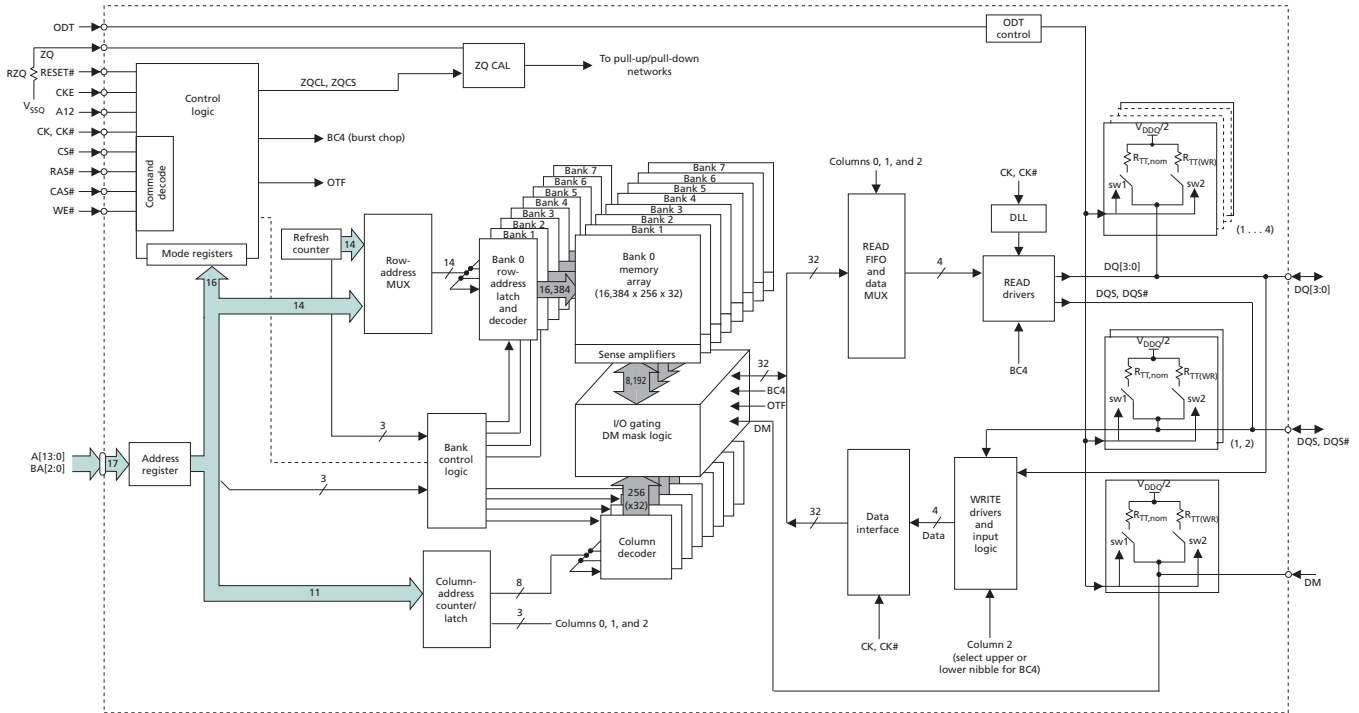 ODT
ODT
control
ZQ
RZQ
RESET#
CKE
VSSQ
A12
CK, CK#
CS#
RAS#
CAS#
WE#
Control
logic
Command
decode
Mode registers
ZQCL, ZQCS
ZQ CAL
To pull-up/pull-down
networks
BC4 (burst chop)
OTF
Refresh
counter
14
Row-
address
MUX
14
16
14
Bank 7
Bank 6
Bank 5
Bank 4
Bank 3
Bank 2
Bank 1
Bank 0
row-
address
latch
and
decoder
16,384
Bank 7
Bank 6
Bank 5
Bank 4
Bank 3
Bank 2
Bank 1
Bank 0
memory
array
(16,384 x 256 x 32)
Sense amplifiers
8,192
I/O gating
DM mask logic
32
BC4
OTF
DM
256
(x32)
Column
decoder
3
3
Bank
control
logic
A[13:0]
BA[2:0]
17
Address
register
11
Column-
address
counter/
latch
8
3
Columns 0, 1, and 2
Columns 0, 1, and 2
32
READ
FIFO
and
data
MUX
4
CK, CK#
DLL
READ
drivers
BC4
DQ[3:0]
DQS, DQS#
DQ[3:0]
VDDQ/2
RTT,nom
RTT(WR)
sw1
sw2
(1 . . . 4)
VDDQ/2
RTT,nom
RTT(WR)
sw1
sw2
(1, 2)
DQS, DQS#
VDDQ/2
RTT,nom
RTT(WR)
sw1
sw2
DM
32
Data
interface
4
Data
WRITE
drivers
and
input
logic
CK, CK#
Column 2
(select upper or
lower nibble for BC4)